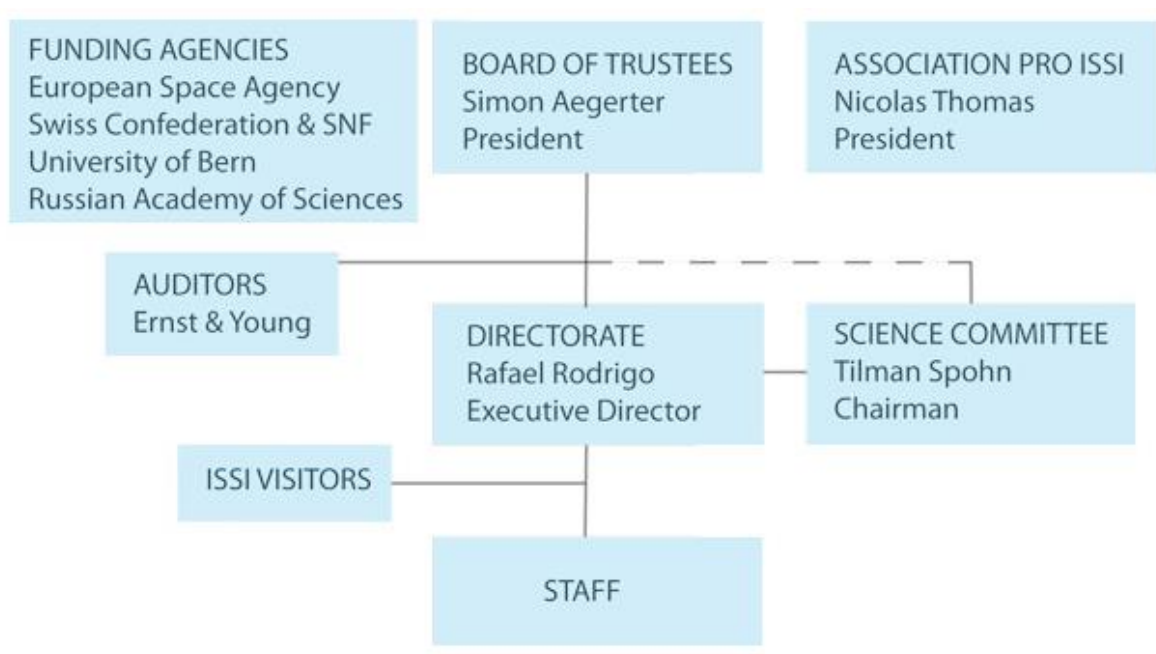 FUNDING AGENCIES
European Space Agency
Swiss Confederation & SNF
University of Bern
Russian Academy of Sciences
BOARD OF TRUSTEES
Simon Aegerter
President
ASSOCIATION PRO ISSI
Nicolas Thomas
President
AUDITORS
Ernst & Young
DIRECTORATE
Rafael Rodrigo
Executive Director
SCIENCE COMMITTEE
Tilman Spohn
Chairman
ISSI VISITORS
STAFF